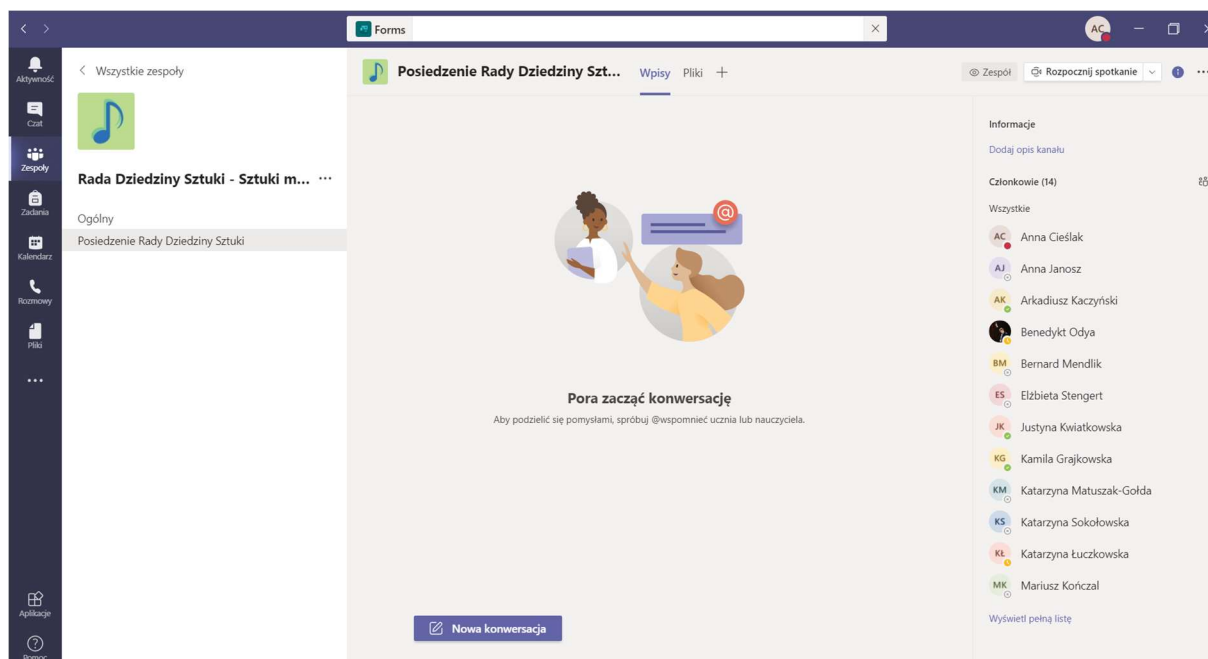 Forms
AC
Aktywność
Czat
Zespoły
Zadania
Kalendarz
Rozmowy
Pliki
Aplikacje
Pomoc
Wszystkie zespoły
Rada Dziedziny Sztuki - Sztuki m... ...
Ogólny
Posiedzenie Rady Dziedziny Sztuki
Posiedzenie Rady Dziedziny Szt... Wpisy Pliki +
Zespół Rozpocznij spotkanie
@
Pora zacząć konwersację
Aby podzielić się pomysłami, spróbuj @wspomnieć ucznia lub nauczyciela.
Nowa konwersacja
Informacje
Dodaj opis kanału
Członkowie (14)
Wszystkie
AC Anna Cieślak
AJ Anna Janosz
AK Arkadiusz Kaczyński
Benedykt Odya
BM Bernard Mendlik
ES Elżbieta Stengert
JK Justyna Kwiatkowska
KG Kamila Grajkowska
KM Katarzyna Matuszak-Gołda
KS Katarzyna Sokołowska
KŁ Katarzyna Łuczkowska
MK Mariusz Kończal
Wyświetl pełną listę